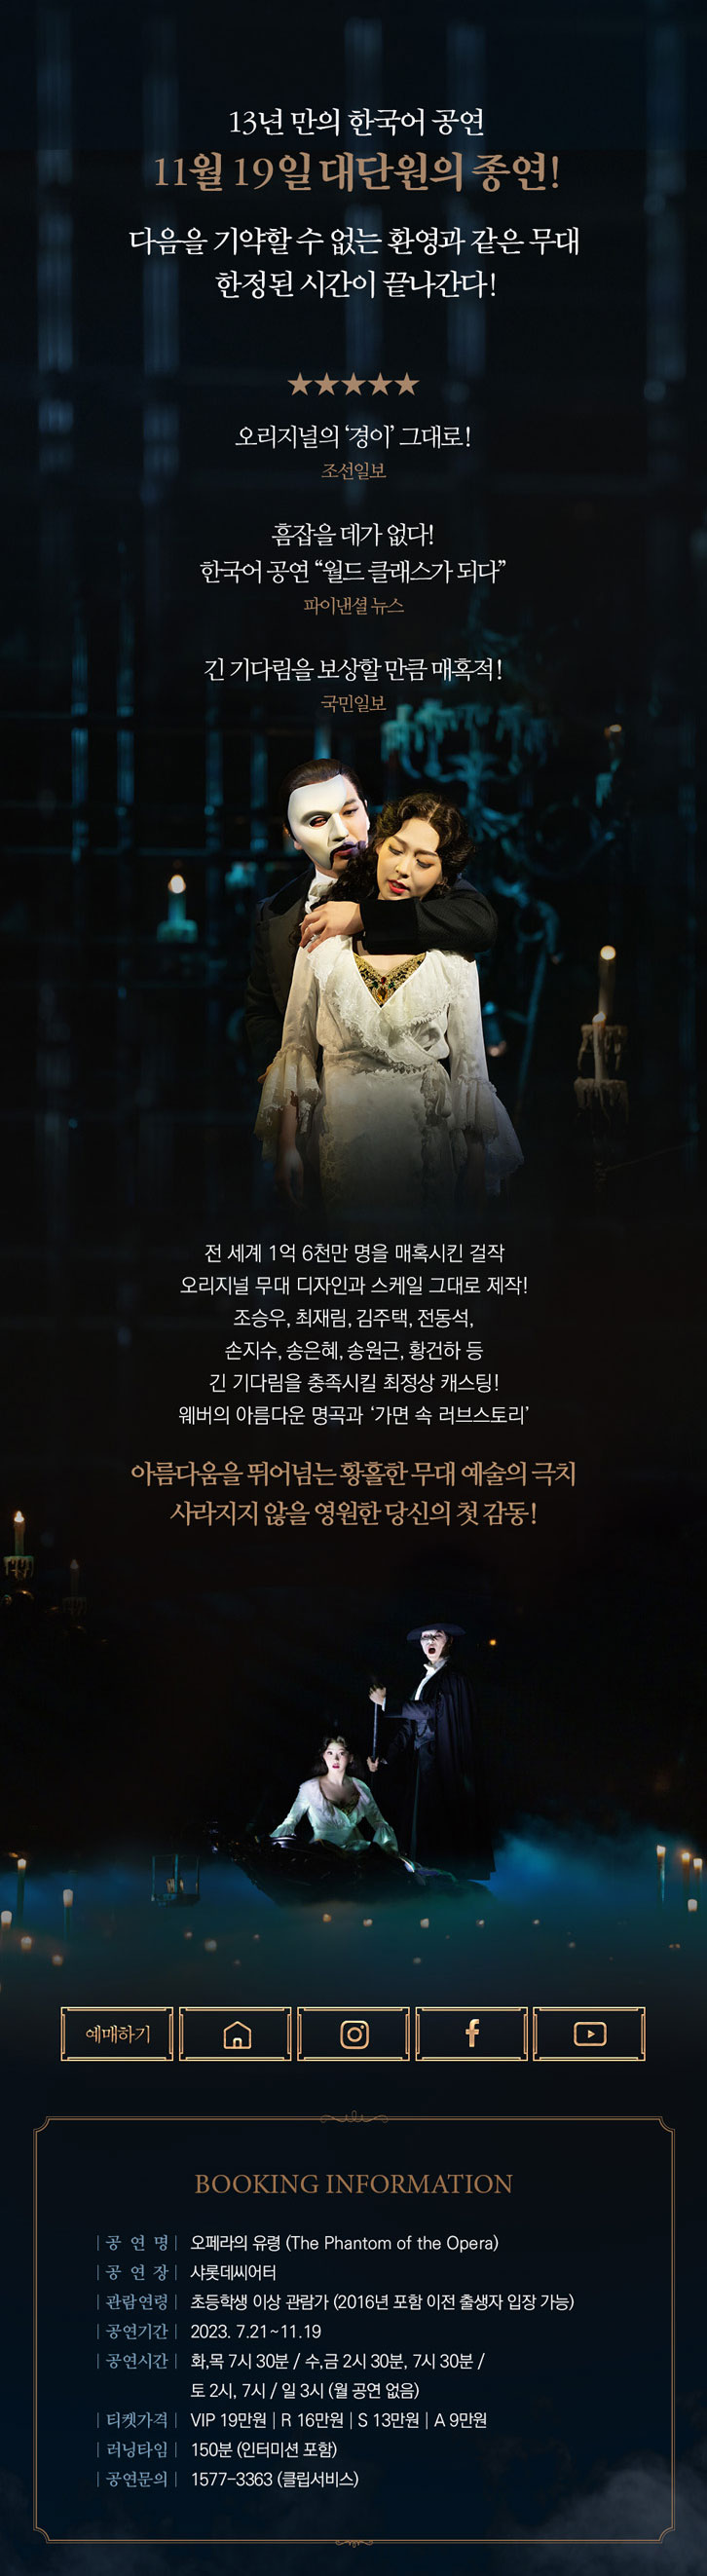 13년 만의 한국어 공연
11월 19일 대단원의 종연!
다음을 기약할 수 없는 환영과 같은 무대
한정된 시간이 끝나간다!
★★★★★
오리지널의 ‘경이’ 그대로!
조선일보
흠잡을 데가 없다!
한국어 공연 “월드 클래스가 되다”
파이낸셜 뉴스
긴 기다림을 보상할 만큼 매혹적!
국민일보
전 세계 1억 6천만 명을 매혹시킨 걸작
오리지널 무대 디자인과 스케일 그대로 제작!
조승우, 최재림, 김주택, 전동석,
손지수, 송은혜, 송원근, 황건하 등
긴 기다림을 충족시킬 최정상 캐스팅!
웨버의 아름다운 명곡과 ‘가면 속 러브스토리’
아름다움을 뛰어넘는 황홀한 무대 예술의 극치
사라지지 않을 영원한 당신의 첫 감동!
예매하기
BOOKING INFORMATION
| 공 연 명 | 오페라의 유령 (The Phantom of the Opera)
| 공 연 장 | 샤롯데씨어터
| 관람연령 | 초등학생 이상 관람가 (2016년 포함 이전 출생자 입장 가능)
| 공연기간 | 2023. 7.21~11.19
| 공연시간 | 화,목 7시 30분 / 수,금 2시 30분, 7시 30분 /
토 2시, 7시 / 일 3시 (월 공연 없음)
| 티켓가격 | VIP 19만원 | R 16만원 | S 13만원 | A 9만원
| 러닝타임 | 150분 (인터미션 포함)
| 공연문의 | 1577-3363 (클립서비스)